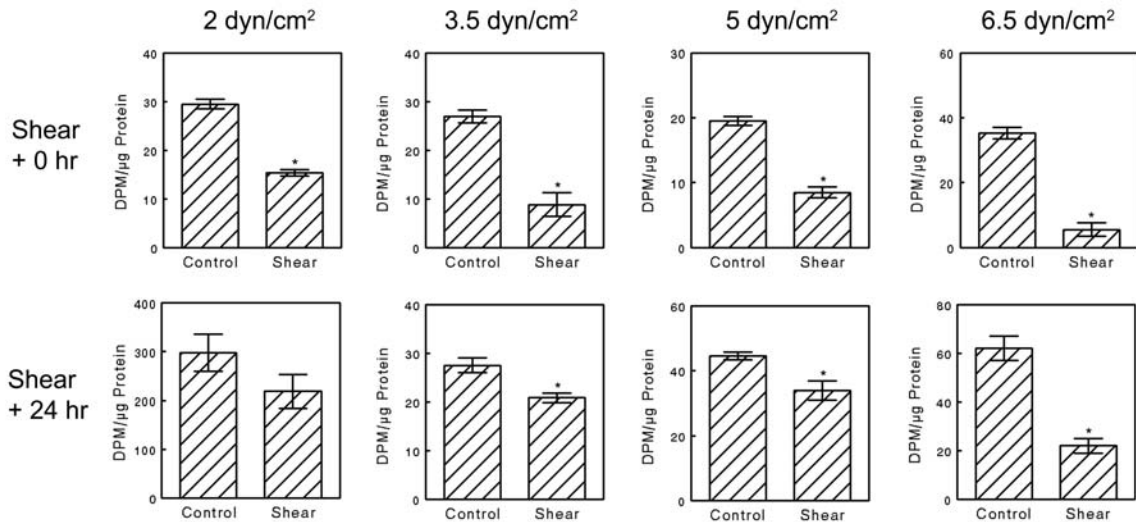 2 dyn/cm²
3.5 dyn/cm²
5 dyn/cm²
6.5 dyn/cm²
Shear
+ 0 hr
DPM/µg Protein
40
30
20
10
0
*
Control Shear
DPM/µg Protein
40
30
20
10
0
*
Control Shear
DPM/µg Protein
30
20
10
0
*
Control Shear
DPM/µg Protein
60
40
20
0
*
Control Shear
Shear
+ 24 hr
DPM/µg Protein
400
300
200
100
0
Control Shear
DPM/µg Protein
40
30
20
10
0
*
Control Shear
DPM/µg Protein
60
40
40
0
*
Control Shear
DPM/µg Protein
80
60
40
20
0
*
Control Shear